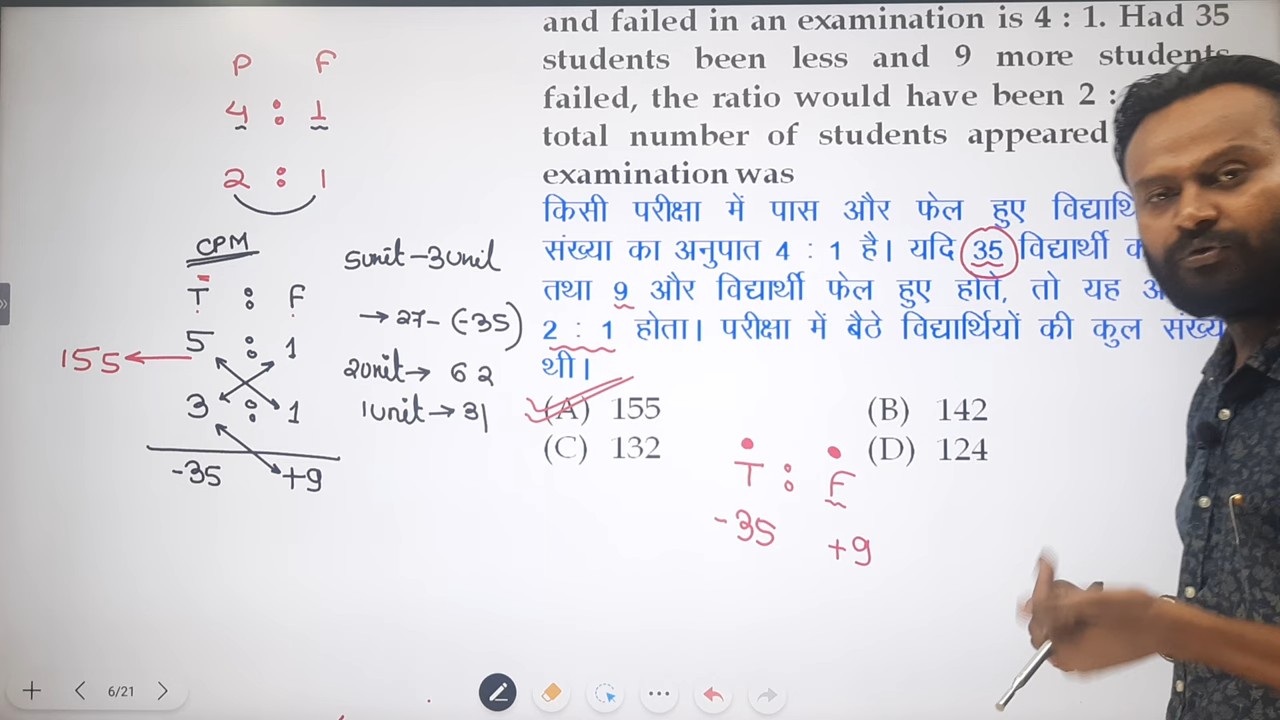 and failed in an examination is 4 : 1. Had 35
students been less and 9 more students
failed, the ratio would have been 2 :
total number of students appeared
examination was
किसी परीक्षा में पास और फेल हुए
संख्या का अनुपात 4 : 1 है। यदि 35 विद्यार्थी
तथा 9 और विद्यार्थी फेल हुए होते, तो यह
2 : 1 होता। परीक्षा में बैठे विद्यार्थियों की कुल
थी।
(A) 155 (B) 142
(C) 132 (D) 124
P F
4 : 1
2 : 1
CPM
T : F
5 : 1
3 : 1
-35 +9
155
5unit-3unit
→27-(-35)
2unit→ 62
1unit→31
T : F
-35 +9
6/21